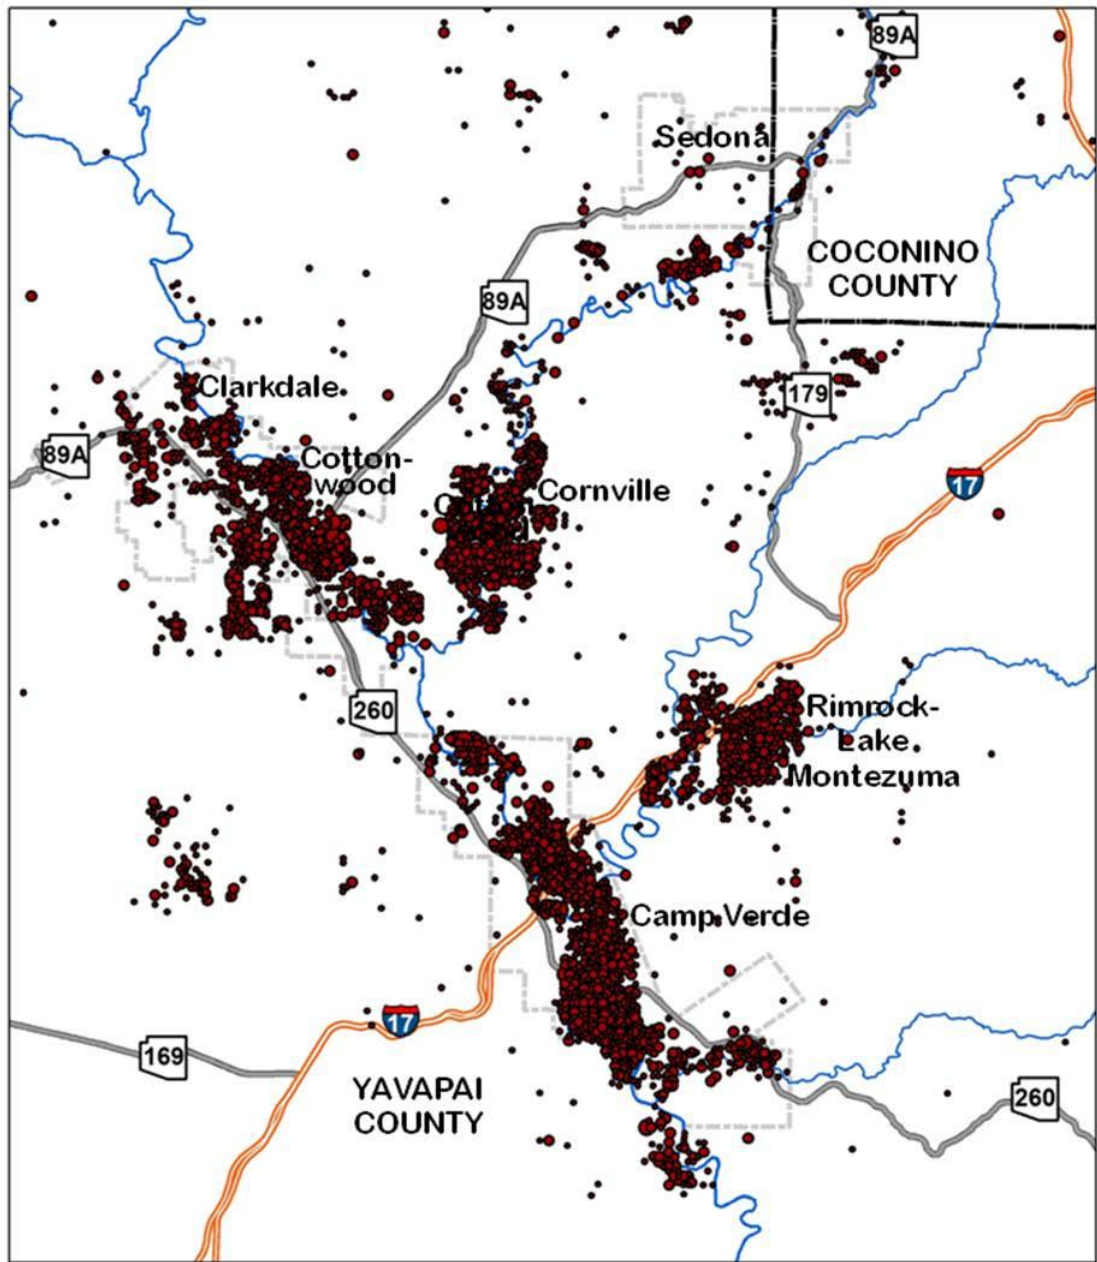 89A
Sedona
COCONINO
COUNTY
89A
179
Clarkdale
89A
Cotton-
wood
Cornville
17
260
Rimrock-
Lake
Montezuma
Camp Verde
17
169
YAVAPAI
COUNTY
260